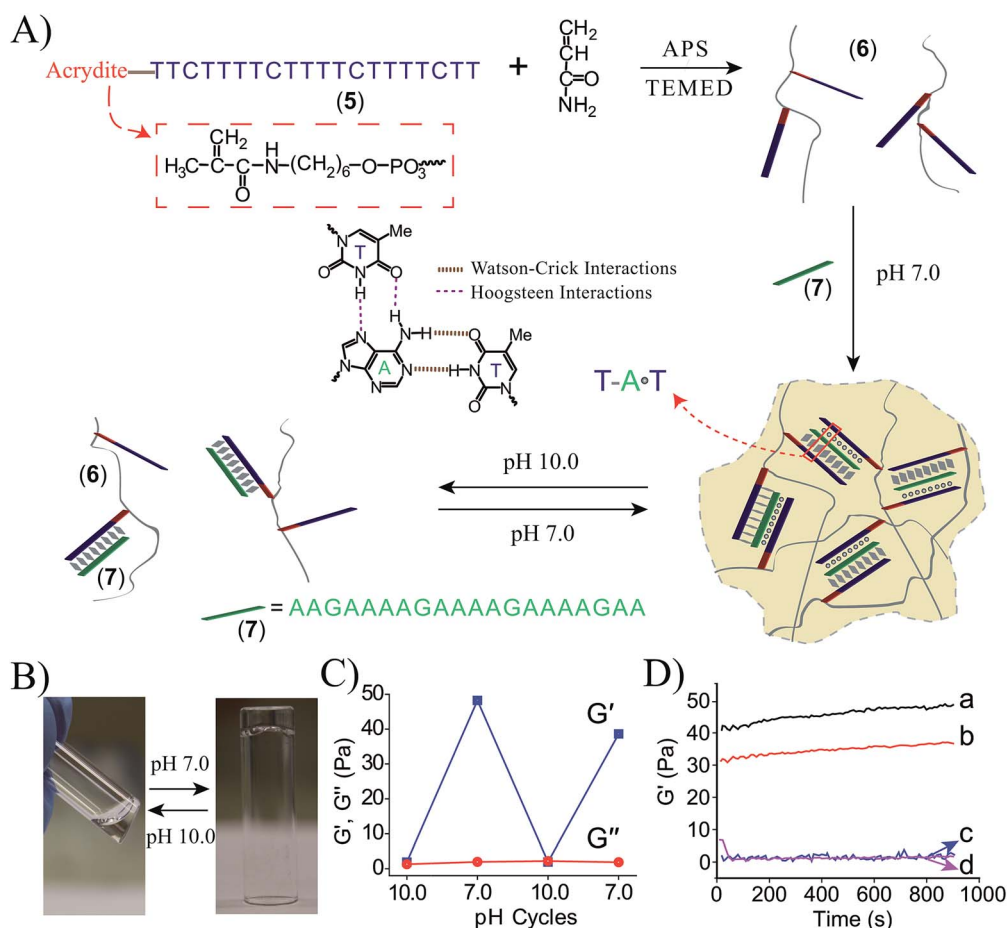 A)
Acrydite—TTCTTTTCTTTTCTTTTCTT
(5)
+
CH2
CH
C=O
NH2
APS
TEMED
(6)
CH2
H3C-C-C-N-(CH2)6-O-PO3
H
O
pH 7.0
(7)
Me
T
O
N
N
O
H
Watson-Crick Interactions
Hoogsteen Interactions
H
N
N-H
O
Me
N
A
N
H-N
T
N
N
O
N
T-A•T
(6)
(7)
pH 10.0
pH 7.0
(7) = AAGAAAAGAAAAGAAAAGAA
B)
pH 7.0
pH 10.0
C)
G', G'' (Pa)
50
40
30
20
10
0
G'
G''
10.0 7.0 10.0 7.0
pH Cycles
D)
G' (Pa)
50
40
30
20
10
0
a
b
c
d
0 200 400 600 800 1000
Time (s)